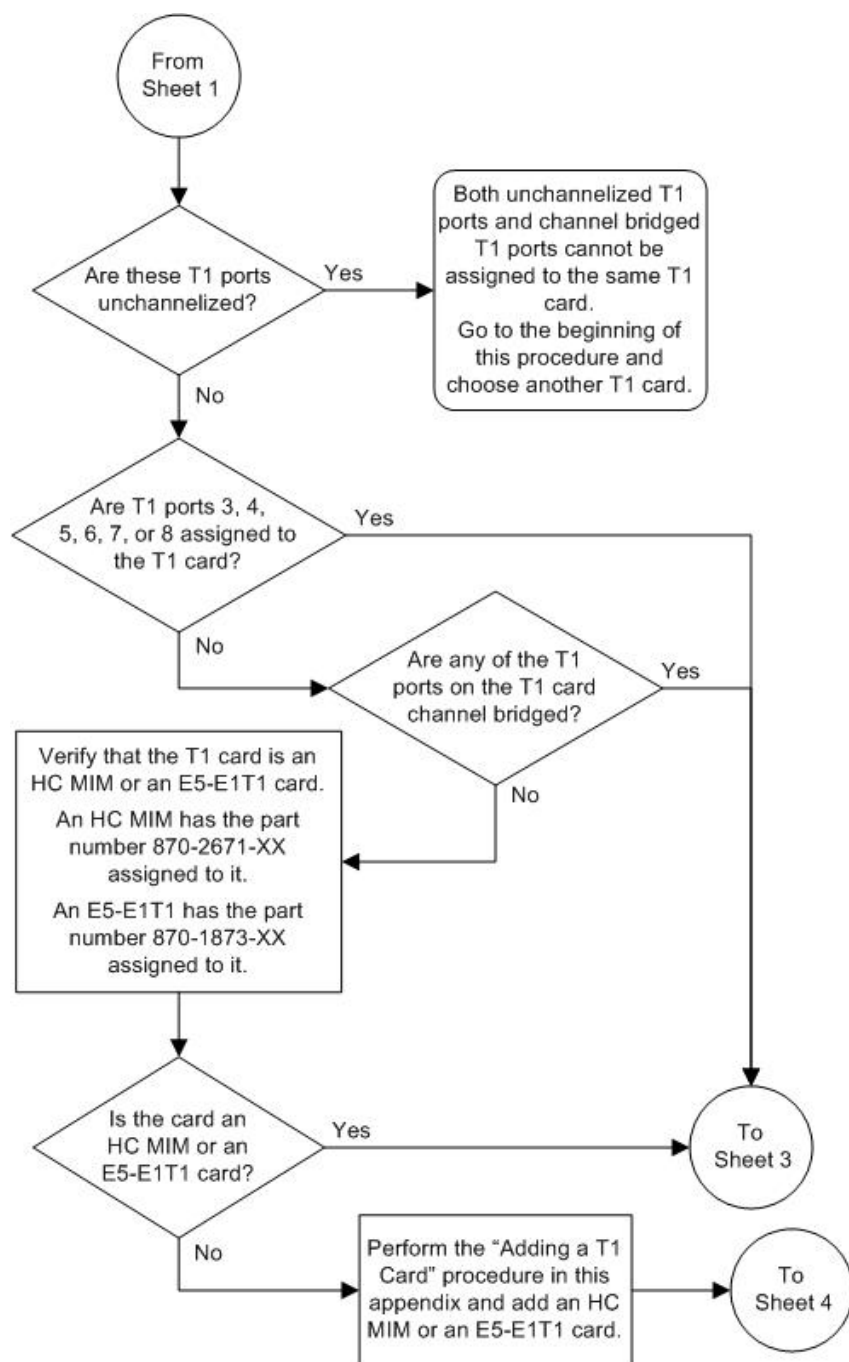 From
Sheet 1
Are these T1 ports
unchannelized?
Yes
Both unchannelized T1
ports and channel bridged
T1 ports cannot be
assigned to the same T1
card.
Go to the beginning of
this procedure and
choose another T1 card.
No
Are T1 ports 3, 4,
5, 6, 7, or 8 assigned to
the T1 card?
Yes
No
Are any of the T1
ports on the T1 card
channel bridged?
Yes
No
Verify that the T1 card is an
HC MIM or an E5-E1T1 card.
An HC MIM has the part
number 870-2671-XX
assigned to it.
An E5-E1T1 has the part
number 870-1873-XX
assigned to it.
Is the card an
HC MIM or an
E5-E1T1 card?
Yes
To
Sheet 3
No
Perform the “Adding a T1
Card” procedure in this
appendix and add an HC
MIM or an E5-E1T1 card.
To
Sheet 4